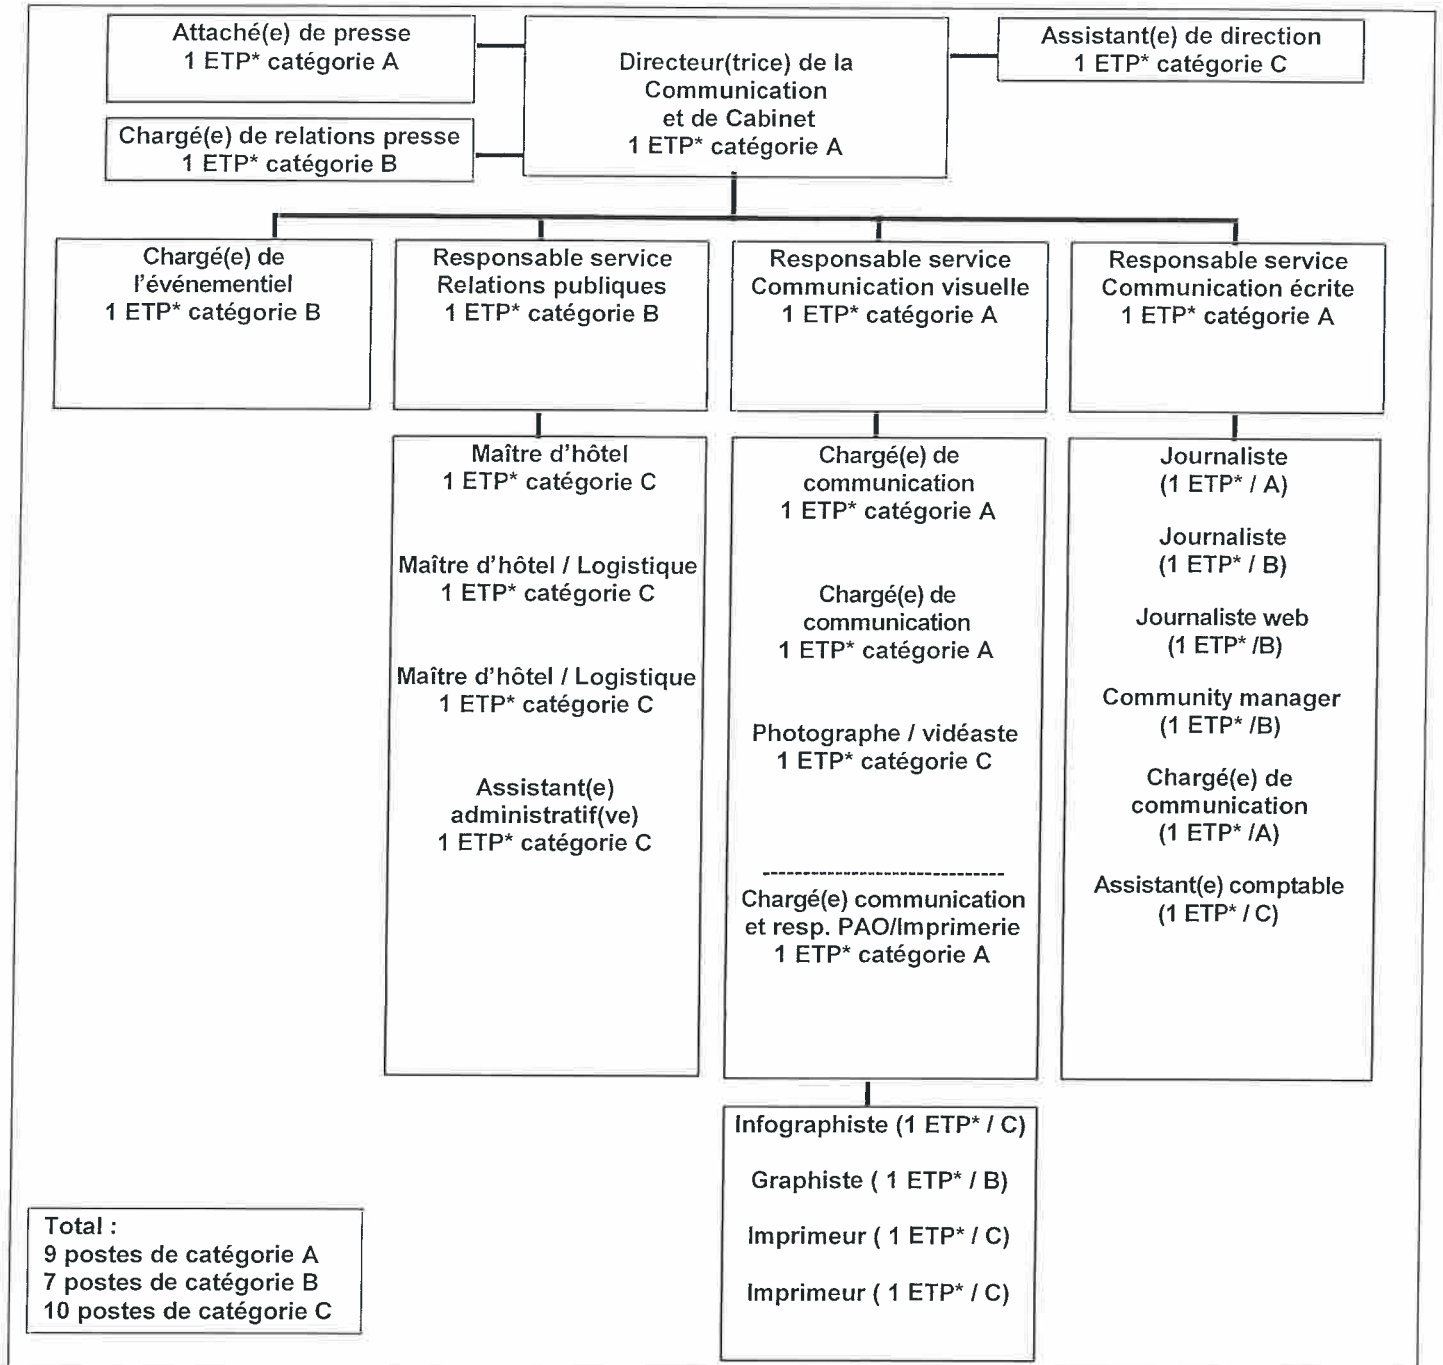 Attaché(e) de presse
1 ETP* catégorie A
Directeur(trice) de la
Communication
et de Cabinet
1 ETP* catégorie A
Assistant(e) de direction
1 ETP* catégorie C
Chargé(e) de relations presse
1 ETP* catégorie B
Chargé(e) de
l'événementiel
1 ETP* catégorie B
Responsable service
Relations publiques
1 ETP* catégorie B
Responsable service
Communication visuelle
1 ETP* catégorie A
Responsable service
Communication écrite
1 ETP* catégorie A
Maître d'hôtel
1 ETP* catégorie C
Maître d'hôtel / Logistique
1 ETP* catégorie C
Maître d'hôtel / Logistique
1 ETP* catégorie C
Assistant(e)
administratif(ve)
1 ETP* catégorie C
Chargé(e) de
communication
1 ETP* catégorie A
Chargé(e) de
communication
1 ETP* catégorie A
Photographe / vidéaste
1 ETP* catégorie C
------------------------------
Chargé(e) communication
et resp. PAO/Imprimerie
1 ETP* catégorie A
Journaliste
(1 ETP* / A)
Journaliste
(1 ETP* / B)
Journaliste web
(1 ETP* /B)
Community manager
(1 ETP* /B)
Chargé(e) de
communication
(1 ETP* /A)
Assistant(e) comptable
(1 ETP* / C)
Infographiste (1 ETP* / C)
Graphiste ( 1 ETP* / B)
Imprimeur ( 1 ETP* / C)
Imprimeur ( 1 ETP* / C)
Total :
9 postes de catégorie A
7 postes de catégorie B
10 postes de catégorie C